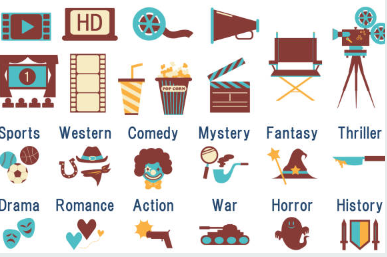 HD
1
POP CORN
Sports Western Comedy Mystery Fantasy Thriller
Drama Romance Action War Horror History